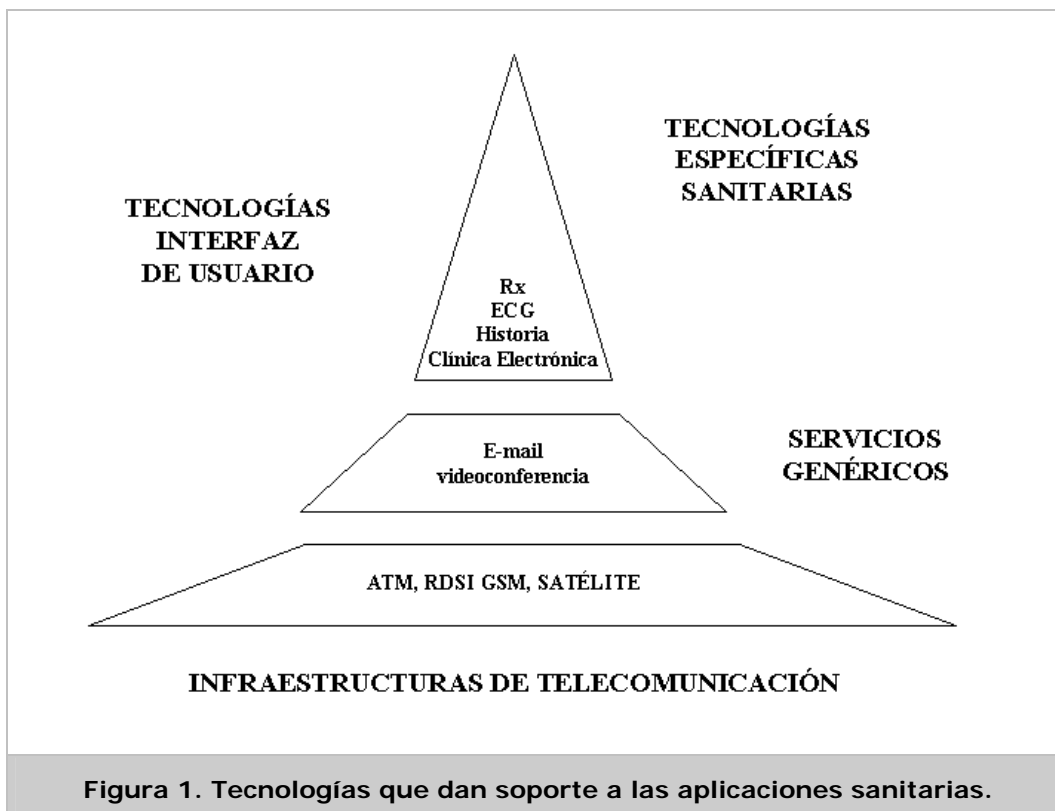 TECNOLOGÍAS
ESPECÍFICAS
SANITARIAS
TECNOLOGÍAS
INTERFAZ
DE USUARIO
Rx
ECG
Historia
Clínica Electrónica
E-mail
videoconferencia
SERVICIOS
GENÉRICOS
ATM, RDSI GSM, SATÉLITE
INFRAESTRUCTURAS DE TELECOMUNICACIÓN
Figura 1. Tecnologías que dan soporte a las aplicaciones sanitarias.